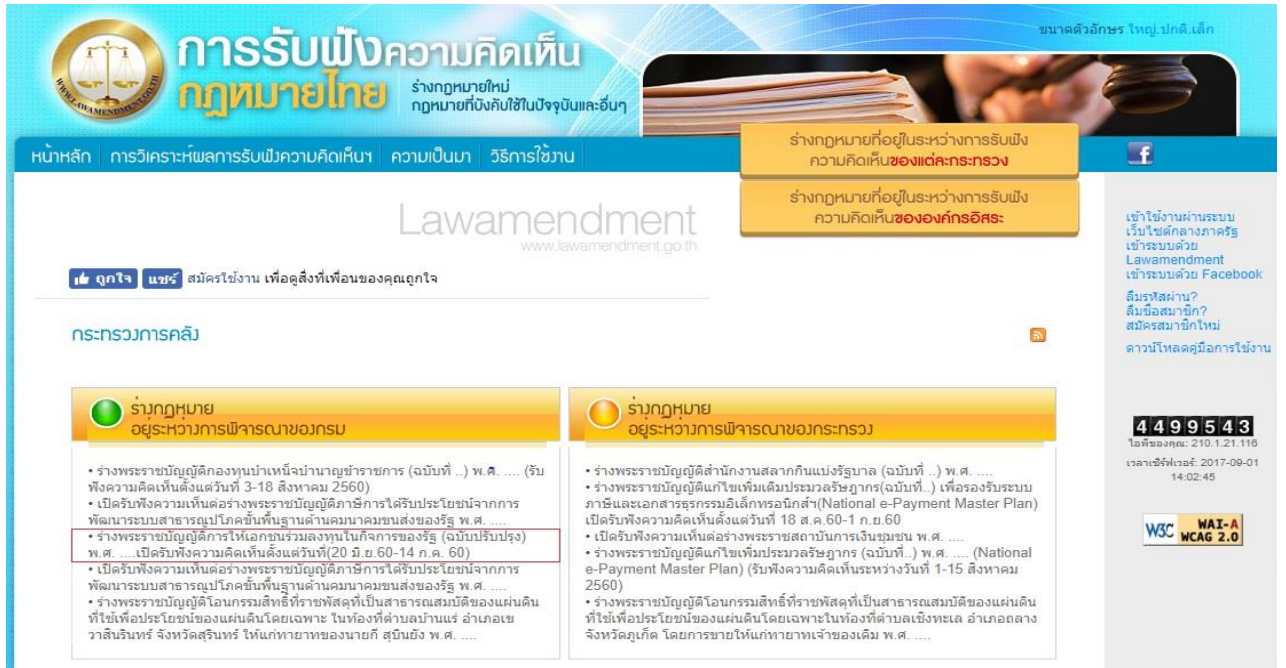 ขนาดตัวอักษร ใหญ่.ปกติ.เล็ก
การรับฟังความคิดเห็น
กฎหมายไทย
ร่างกฎหมายใหม่
กฎหมายที่บังคับใช้ในปัจจุบันและอื่นๆ
WWW.LAWAMENDMENT.GO.TH
หน้าหลัก การวิเคราะห์ผลการรับฟังความคิดเห็นฯ ความเป็นมา วิธีการใช้งาน
ร่างกฎหมายที่อยู่ในระหว่างการรับฟัง
ความคิดเห็นของแต่ละกระทรวง
ร่างกฎหมายที่อยู่ในระหว่างการรับฟัง
ความคิดเห็นขององค์กรอิสระ
f
Lawamendment
www.lawamendment.go.th
ถูกใจ แชร์ สมัครใช้งาน เพื่อดูสิ่งที่เพื่อนของคุณถูกใจ
กระทรวงการคลัง
ร่างกฎหมาย
อยู่ระหว่างการพิจารณาของกรม
• ร่างพระราชบัญญัติกองทุนบำเหน็จบำนาญข้าราชการ (ฉบับที่ ..) พ.ศ. .... (รับ
ฟังความคิดเห็นตั้งแต่วันที่ 3-18 สิงหาคม 2560)
• เปิดรับฟังความเห็นต่อร่างพระราชบัญญัติภาษีการได้รับประโยชน์จากการ
พัฒนาระบบสาธารณูปโภคขั้นพื้นฐานด้านคมนาคมขนส่งของรัฐ พ.ศ. ....
• ร่างพระราชบัญญัติการให้เอกชนร่วมลงทุนในกิจการของรัฐ (ฉบับปรับปรุง)
พ.ศ. ....เปิดรับฟังความเห็นตั้งแต่วันที่(20 มิ.ย.60-14 ก.ค. 60)
• เปิดรับฟังความเห็นต่อร่างพระราชบัญญัติภาษีการได้รับประโยชน์จากการ
พัฒนาระบบสาธารณูปโภคขั้นพื้นฐานด้านคมนาคมขนส่งของรัฐ พ.ศ. ....
• ร่างพระราชบัญญัติโอนกรรมสิทธิ์ที่ราชพัสดุที่เป็นสาธารณสมบัติของแผ่นดิน
ที่ใช้เพื่อประโยชน์ของแผ่นดินโดยเฉพาะ ในท้องที่ตำบลบ้านแร่ อำเภอเข
วาสินรินทร์ จังหวัดสุรินทร์ ให้แก่ทายาทของนายกี สุบินยัง พ.ศ. ....
ร่างกฎหมาย
อยู่ระหว่างการพิจารณาของกระทรวง
• ร่างพระราชบัญญัติสำนักงานสลากกินแบ่งรัฐบาล (ฉบับที่ ..) พ.ศ. ....
• ร่างพระราชบัญญัติแก้ไขเพิ่มเติมประมวลรัษฎากร (ฉบับที่..) เพื่อรองรับระบบ
ภาษีและเอกสารธุรกรรมอิเล็กทรอนิกส์ฯ(National e-Payment Master Plan)
เปิดรับฟังความคิดเห็นตั้งแต่วันที่ 18 ส.ค.60-1 ก.ย.60
• เปิดรับฟังความเห็นต่อร่างพระราชสถาบันการเงินชุมชน พ.ศ. ....
• ร่างพระราชบัญญัติแก้ไขเพิ่มประมวลรัษฎากร (ฉบับที่..) พ.ศ. .... (National
e-Payment Master Plan) (รับฟังความคิดเห็นระหว่างวันที่ 1-15 สิงหาคม
2560)
• ร่างพระราชบัญญัติโอนกรรมสิทธิ์ที่ราชพัสดุที่เป็นสาธารณสมบัติของแผ่นดิน
ที่ใช้เพื่อประโยชน์ของแผ่นดินโดยเฉพาะในท้องที่ตำบลเชิงทะเล อำเภอถลาง
จังหวัดภูเก็ต โดยการขายให้แก่ทายาทเจ้าของเดิม พ.ศ. ....
เข้าใช้งานผ่านระบบ
เว็บไซต์กลางภาครัฐ
เข้าระบบด้วย
Lawamendment
เข้าระบบด้วย Facebook
ลืมรหัสผ่าน?
ลืมชื่อสมาชิก?
สมัครสมาชิกใหม่
ดาวน์โหลดคู่มือการใช้งาน
4499543
ไอพีของคุณ: 210.1.21.116
เวลาเซิร์ฟเวอร์: 2017-09-01
14:02:45
W3C WAI-A
WCAG 2.0